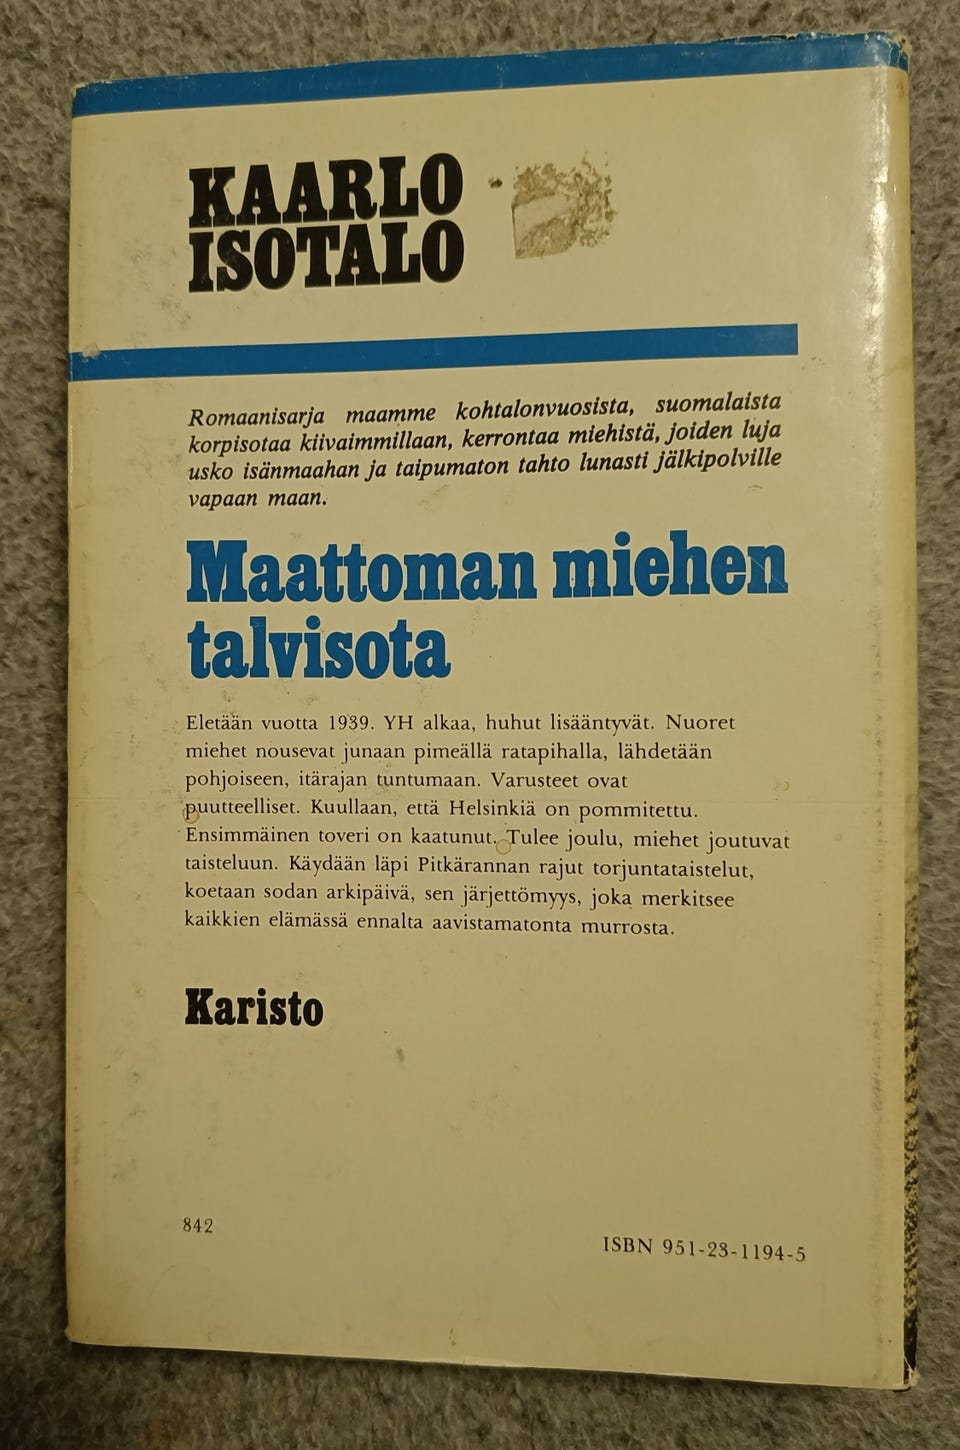 KAARLO
ISOTALO
Romaanisarja maamme kohtalonvuosista, suomalaista
korpisotaa kiivaimmillaan, kerrontaa miehistä, joiden luja
usko isänmaahan ja taipumaton tahto lunasti jälkipolville
vapaan maan.
Maattoman miehen
talvisota
Eletään vuotta 1939. YH alkaa, huhut lisääntyvät. Nuoret
miehet nousevat junaan pimeällä ratapihalla, lähdetään
pohjoiseen, itärajan tuntumaan. Varusteet ovat
puutteelliset. Kuullaan, että Helsinkiä on pommitettu.
Ensimmäinen toveri on kaatunut. Tulee joulu, miehet joutuvat
taisteluun. Käydään läpi Pitkärannan rajut torjuntataistelut,
koetaan sodan arkipäivä, sen järjettömyys, joka merkitsee
kaikkien elämässä ennalta aavistamatonta murrosta.
Karisto
842
ISBN 951-23-1194-5